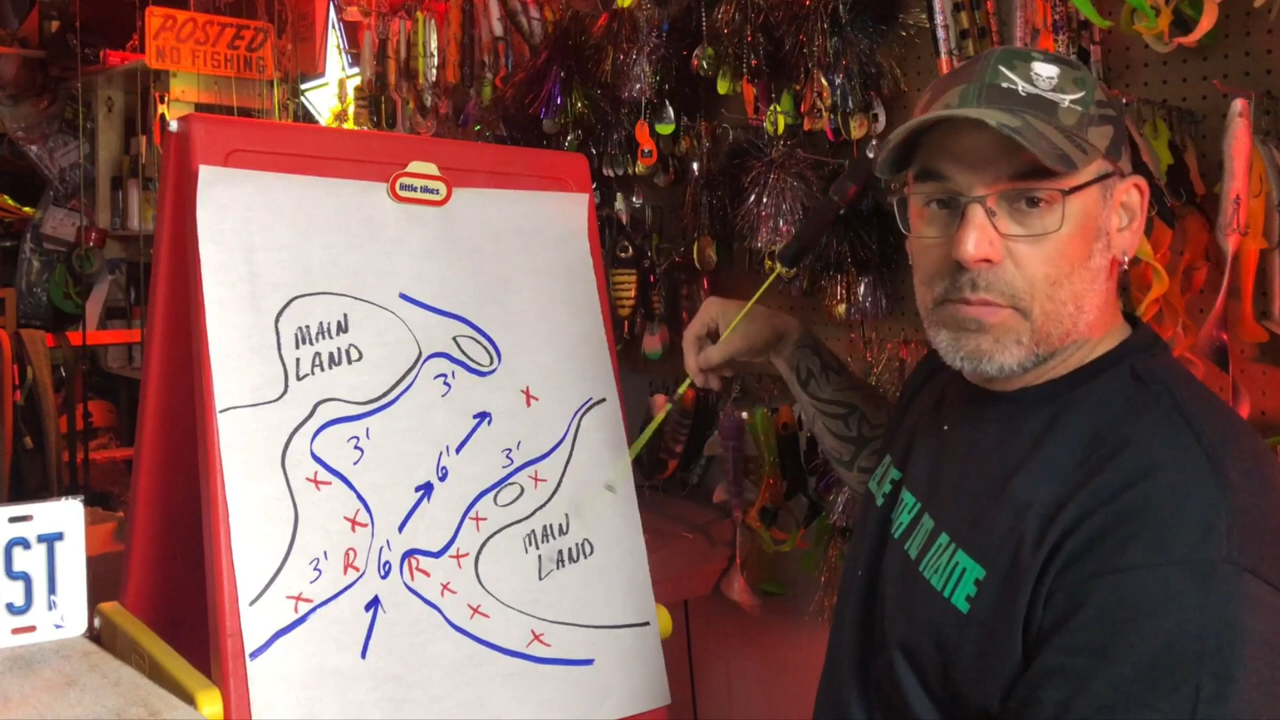 POSTED
NO FISHING
little tikes
MAIN
LAND
3'
3'
X
6'
3'
X
X
X
X
MAIN
LAND
3'
R
6'
R
X
X
X
X
X
ST